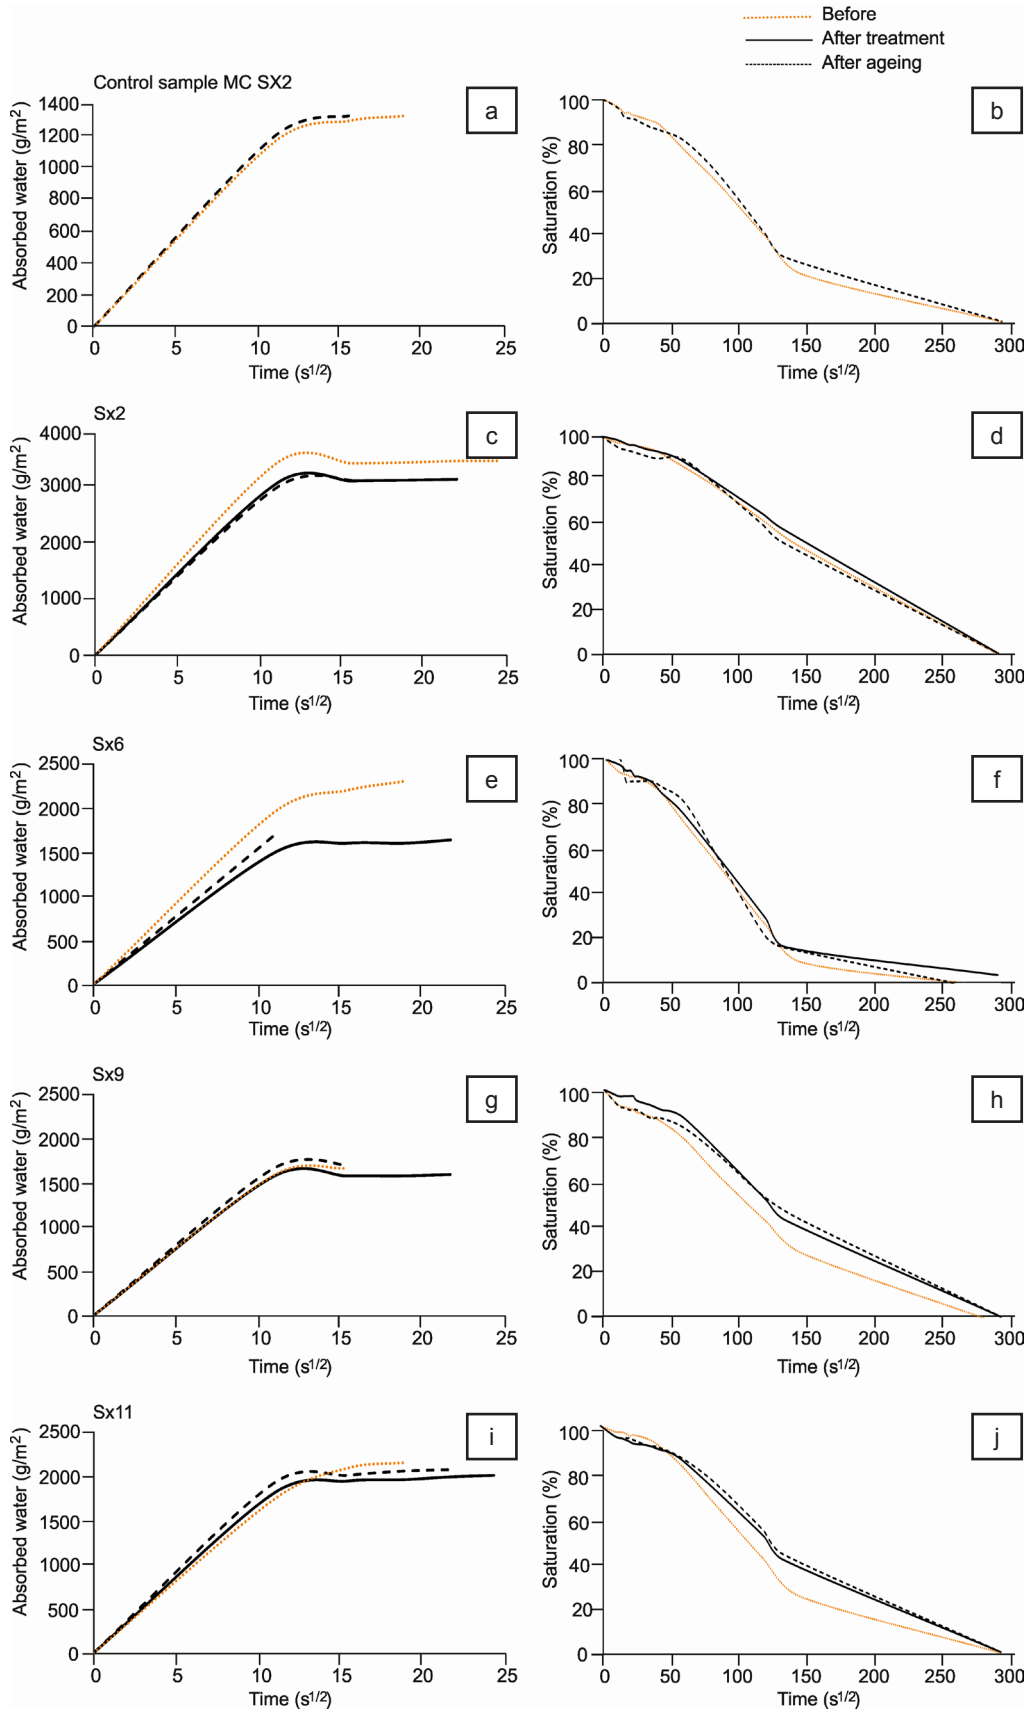 Before
After treatment
After ageing
Control sample MC SX2
a
Absorbed water (g/m2)
1400
1200
1000
800
600
400
200
0
0 5 10 15 20 25
Time (s1/2)
b
Saturation (%)
100
80
60
40
20
0
0 50 100 150 200 250 300
Time (s1/2)
Sx2
c
Absorbed water (g/m2)
4000
3000
2000
1000
0
0 5 10 15 20 25
Time (s1/2)
d
Saturation (%)
100
80
60
40
20
0
0 50 100 150 200 250 300
Time (s1/2)
Sx6
e
Absorbed water (g/m2)
2500
2000
1500
1000
500
0
0 5 10 15 20 25
Time (s1/2)
f
Saturation (%)
100
80
60
40
20
0
0 50 100 150 200 250 300
Time (s1/2)
Sx9
g
Absorbed water (g/m2)
2500
2000
1500
1000
500
0
0 5 10 15 20 25
Time (s1/2)
h
Saturation (%)
100
80
60
40
20
0
0 50 100 150 200 250 300
Time (s1/2)
Sx11
i
Absorbed water (g/m2)
2500
2000
1500
1000
500
0
0 5 10 15 20 25
Time (s1/2)
j
Saturation (%)
100
80
60
40
20
0
0 50 100 150 200 250 300
Time (s1/2)